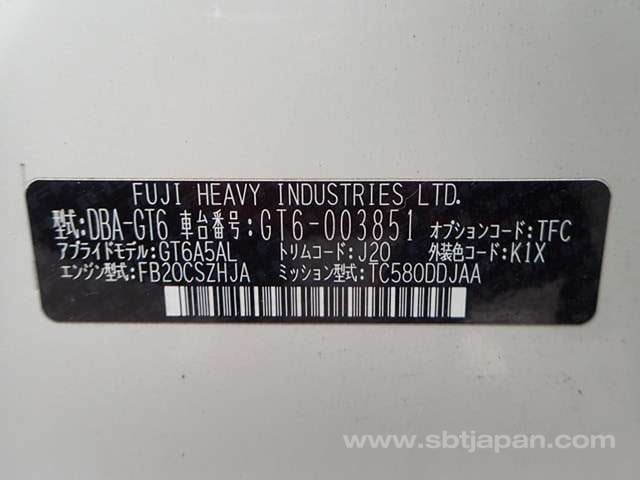 FUJI HEAVY INDUSTRIES LTD.
型式:DBA-GT6 車台番号:GT6-003851 オプションコード:TFC
アプライドモデル:GT6A5AL トリムコード:J20 外装色コード:K1X
エンジン型式:FB20CSZHJA ミッション型式:TC580DDJAA
www.sbtjapan.com